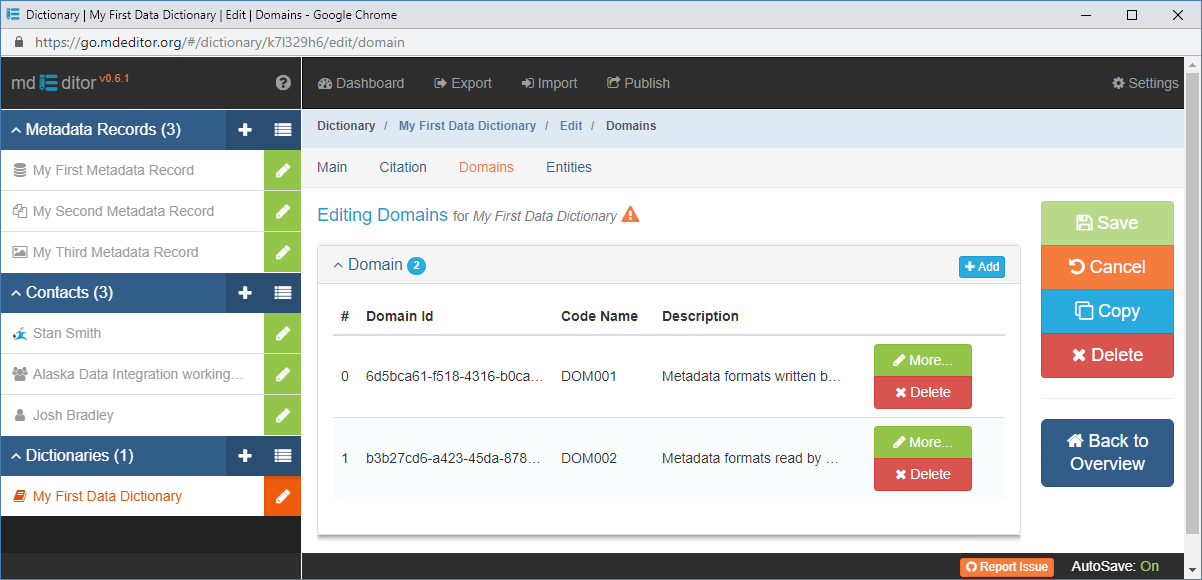 Dictionary | My First Data Dictionary | Edit | Domains - Google Chrome
https://go.mdeditor.org/#/dictionary/k7l329h6/edit/domain
md ditor v0.6.1
Dashboard Export Import Publish Settings
Metadata Records (3)
My First Metadata Record
My Second Metadata Record
My Third Metadata Record
Contacts (3)
Stan Smith
Alaska Data Integration working...
Josh Bradley
Dictionaries (1)
My First Data Dictionary
Dictionary / My First Data Dictionary / Edit / Domains
Main Citation Domains Entities
Editing Domains for My First Data Dictionary
Domain 2 Add
# Domain Id Code Name Description
0 6d5bca61-f518-4316-b0ca... DOM001 Metadata formats written b... More...
Delete
1 b3b27cd6-a423-45da-878... DOM002 Metadata formats read by ... More...
Delete
Save
Cancel
Copy
Delete
Back to
Overview
Report Issue AutoSave: On